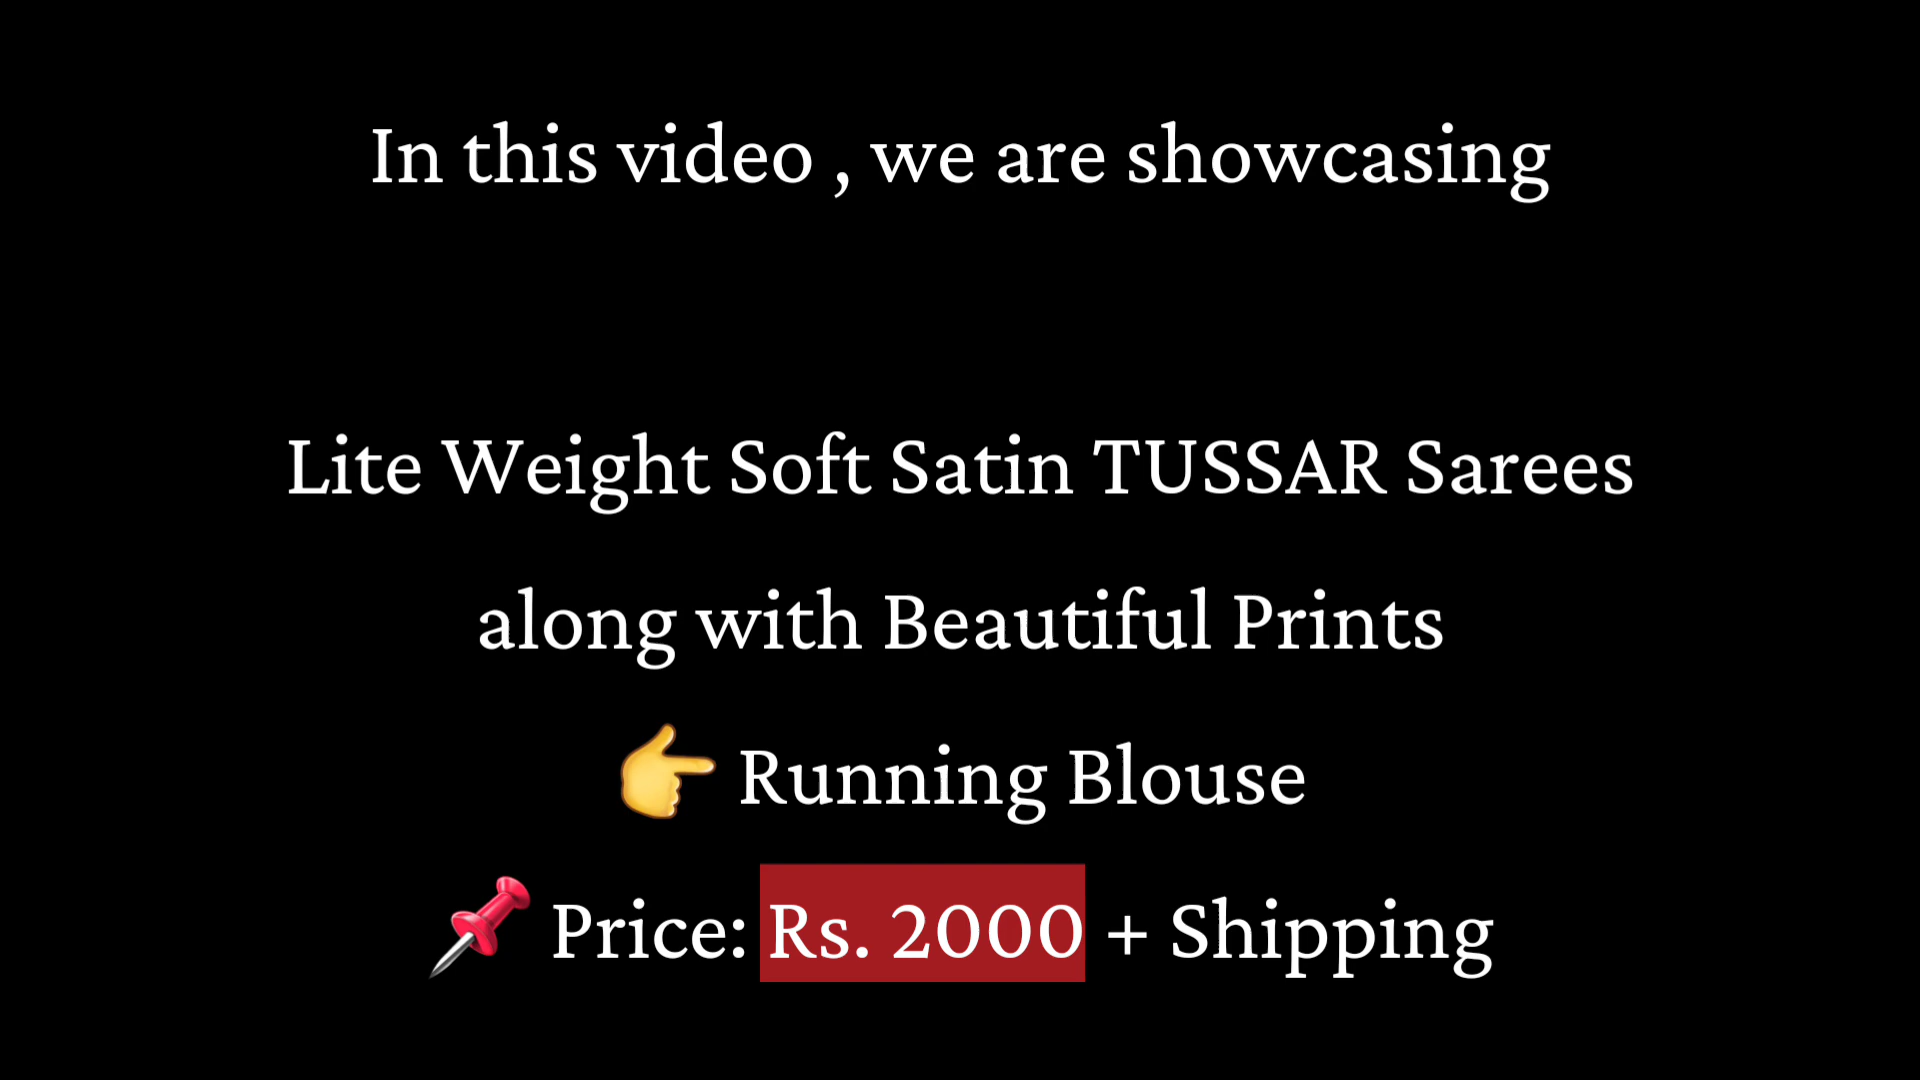 In this video , we are showcasing
Lite Weight Soft Satin TUSSAR Sarees
along with Beautiful Prints
👉 Running Blouse
📌 Price: Rs. 2000 + Shipping